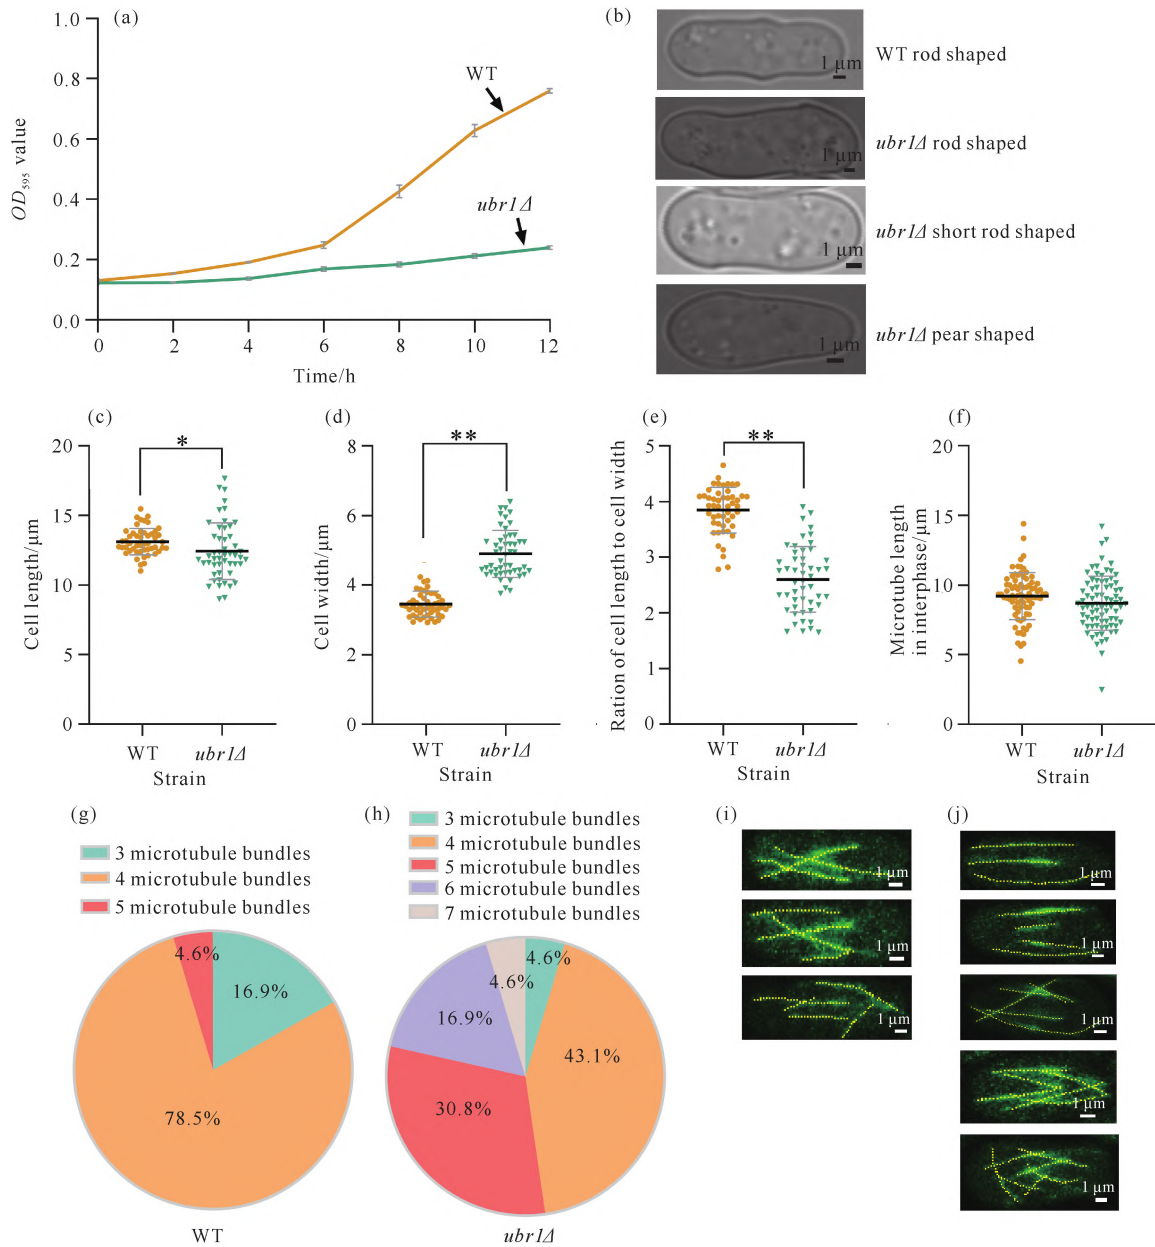 (a)
1.0
0.8
0.6
0.4
0.2
0.0
OD595 value
WT
ubr1Δ
0 2 4 6 8 10 12
Time/h
(b)
1 μm
WT rod shaped
1 μm
ubr1Δ rod shaped
1 μm
ubr1Δ short rod shaped
1 μm
ubr1Δ pear shaped
(c)
20
15
10
5
0
Cell length/μm
*
WT ubr1Δ
Strain
(d)
8
6
4
2
0
Cell width/μm
**
WT ubr1Δ
Strain
(e)
5
4
3
2
1
0
Ration of cell length to cell width
**
WT ubr1Δ
Strain
(f)
20
15
10
5
0
Microtube length
in interphase/μm
WT ubr1Δ
Strain
(g)
3 microtubule bundles
4 microtubule bundles
5 microtubule bundles
4.6%
16.9%
78.5%
WT
(h)
3 microtubule bundles
4 microtubule bundles
5 microtubule bundles
6 microtubule bundles
7 microtubule bundles
4.6%
4.6%
16.9%
43.1%
30.8%
ubr1Δ
(i)
1 μm
1 μm
1 μm
(j)
1 μm
1 μm
1 μm
1 μm
1 μm